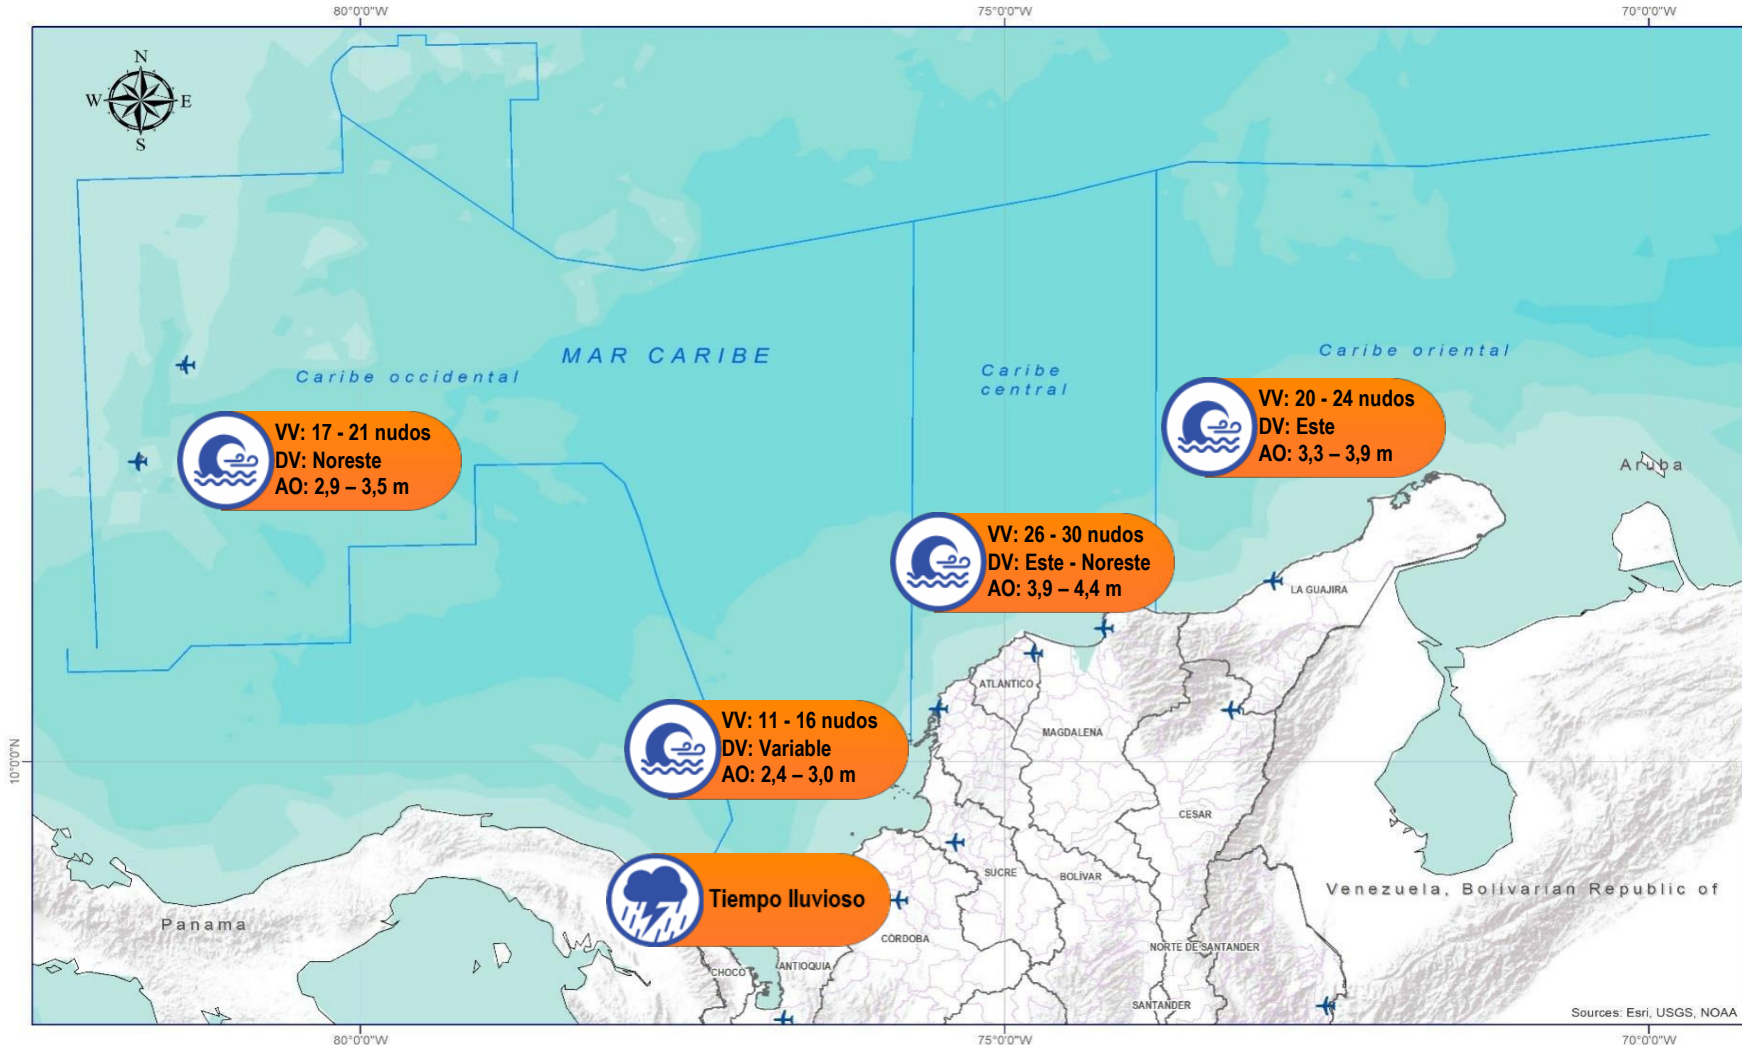 80°0'0"W
75°0'0"W
70°0'0"W
N
W
E
S
MAR CARIBE
Caribe occidental
Caribe
central
Caribe oriental
VV: 20 - 24 nudos
DV: Este
AO: 3,3 – 3,9 m
VV: 17 - 21 nudos
DV: Noreste
AO: 2,9 – 3,5 m
Aruba
VV: 26 - 30 nudos
DV: Este - Noreste
AO: 3,9 – 4,4 m
LA GUAJIRA
ATLÁNTICO
VV: 11 - 16 nudos
DV: Variable
AO: 2,4 – 3,0 m
MAGDALENA
10°0'0"N
CESAR
SUCRE
BOLÍVAR
Venezuela, Bolivarian Republic of
Tiempo lluvioso
Panama
CÓRDOBA
NORTE DE SANTANDER
CHOCÓ
ANTIOQUIA
SANTANDER
Sources: Esri, USGS, NOAA
80°0'0"W
75°0'0"W
70°0'0"W